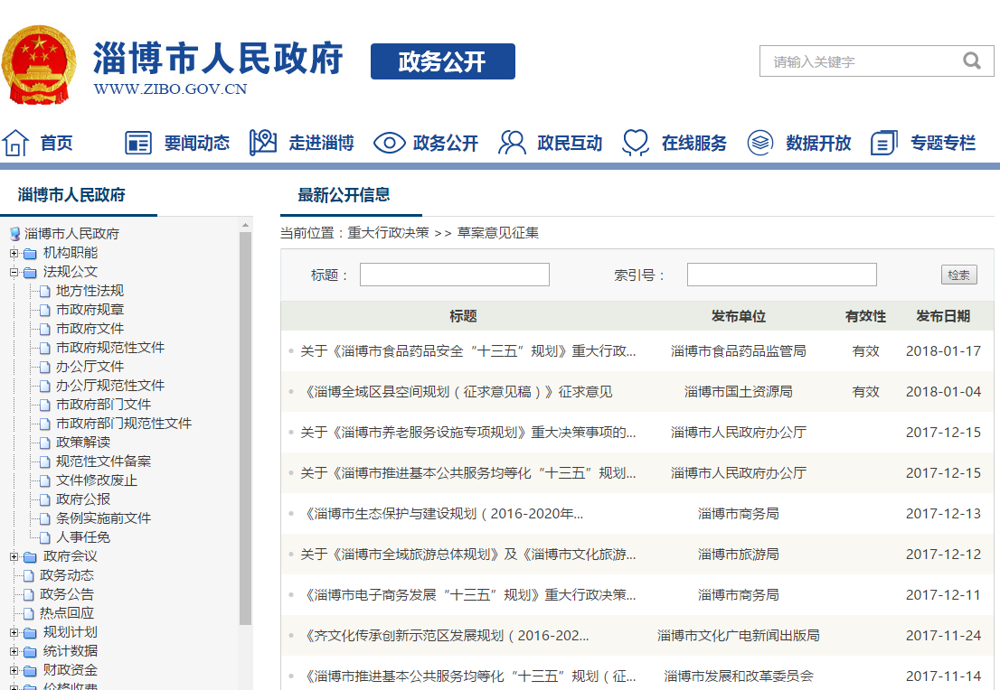 淄博市人民政府
WWW.ZIBO.GOV.CN
政务公开
请输入关键字
首页 要闻动态 走进淄博 政务公开 政民互动 在线服务 数据开放 专题专栏
淄博市人民政府
淄博市人民政府
机构职能
法规公文
地方性法规
市政府规章
市政府文件
市政府规范性文件
办公厅文件
办公厅规范性文件
市政府部门文件
市政府部门规范性文件
政策解读
规范性文件备案
文件修改废止
政府公报
条例实施前文件
人事任免
政府会议
政务动态
政务公告
热点回应
规划计划
统计数据
财政资金
价格收费
最新公开信息
当前位置：重大行政决策 >> 草案意见征集
标题： 索引号： 检索
标题 发布单位 有效性 发布日期
关于《淄博市食品药品安全“十三五”规划》重大行政... 淄博市食品药品监管局 有效 2018-01-17
《淄博全域区县空间规划（征求意见稿）》征求意见 淄博市国土资源局 有效 2018-01-04
关于《淄博市养老服务设施专项规划》重大决策事项的... 淄博市人民政府办公厅 2017-12-15
关于《淄博市推进基本公共服务均等化“十三五”规划... 淄博市人民政府办公厅 2017-12-15
《淄博市生态保护与建设规划（2016-2020年... 淄博市商务局 2017-12-13
关于《淄博市全域旅游总体规划》及《淄博市文化旅游... 淄博市旅游局 2017-12-12
《淄博市电子商务发展“十三五”规划》重大行政决策... 淄博市商务局 2017-12-11
《齐文化传承创新示范区发展规划（2016-202... 淄博市文化广电新闻出版局 2017-11-24
《淄博市推进基本公共服务均等化“十三五”规划（征... 淄博市发展和改革委员会 2017-11-14